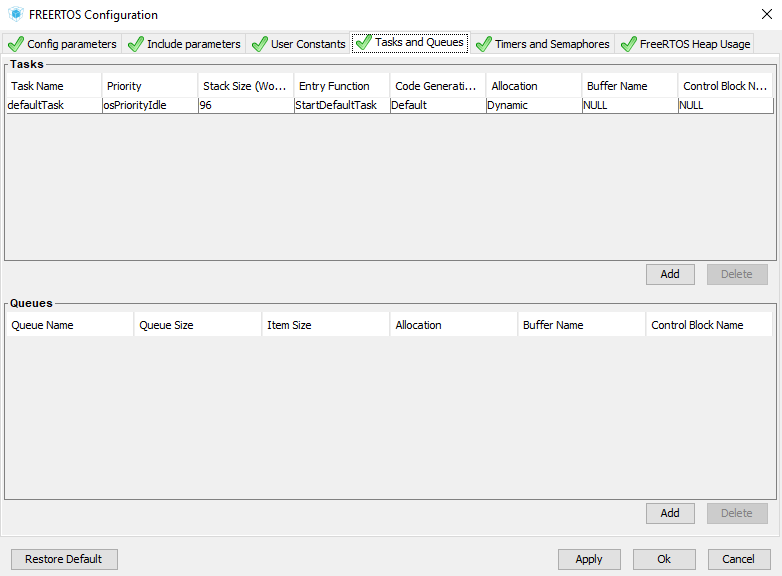 FREERTOS Configuration
Config parameters Include parameters User Constants Tasks and Queues Timers and Semaphores FreeRTOS Heap Usage
Tasks
Task Name Priority Stack Size (Wo... Entry Function Code Generati... Allocation Buffer Name Control Block N...
defaultTask osPriorityIdle 96 StartDefaultTask Default Dynamic NULL NULL
Add Delete
Queues
Queue Name Queue Size Item Size Allocation Buffer Name Control Block Name
Add Delete
Restore Default Apply Ok Cancel